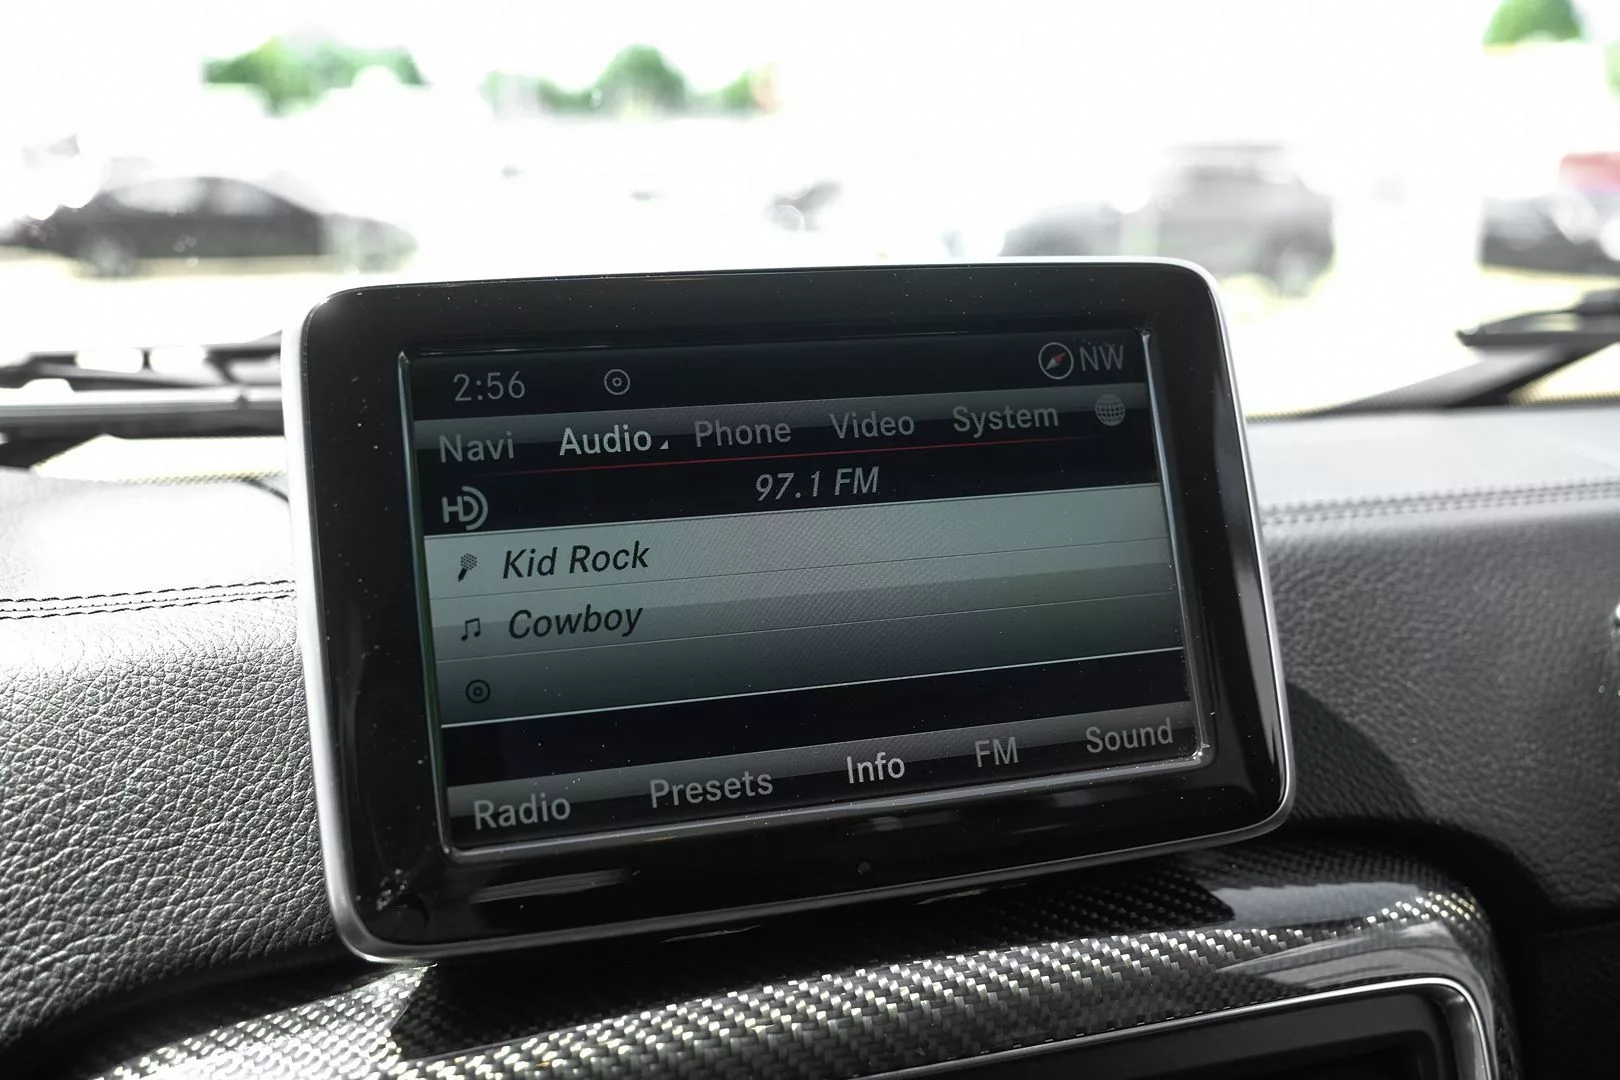 2:56 NW
Navi Audio Phone Video System
HD 97.1 FM
Kid Rock
Cowboy
Radio Presets Info FM Sound